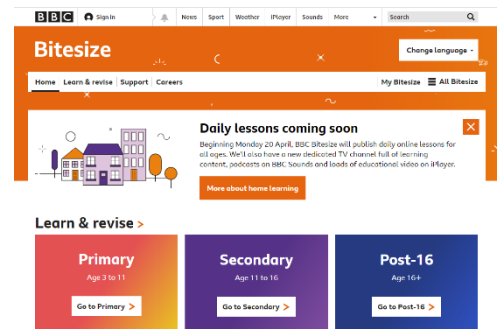 BBC Sign in News Sport Weather iPlayer Sounds More Search
Bitesize
Change language
Home Learn & revise Support Careers My Bitesize All Bitesize
Daily lessons coming soon
Beginning Monday 20 April, BBC Bitesize will publish daily online lessons for
all ages. We'll also have a new dedicated TV channel full of learning
content, podcasts on BBC Sounds and loads of educational video on iPlayer.
More about home learning
Learn & revise >
Primary Secondary Post-16
Age 3 to 11 Age 11 to 16 Age 16+
Go to Primary > Go to Secondary > Go to Post-16 >